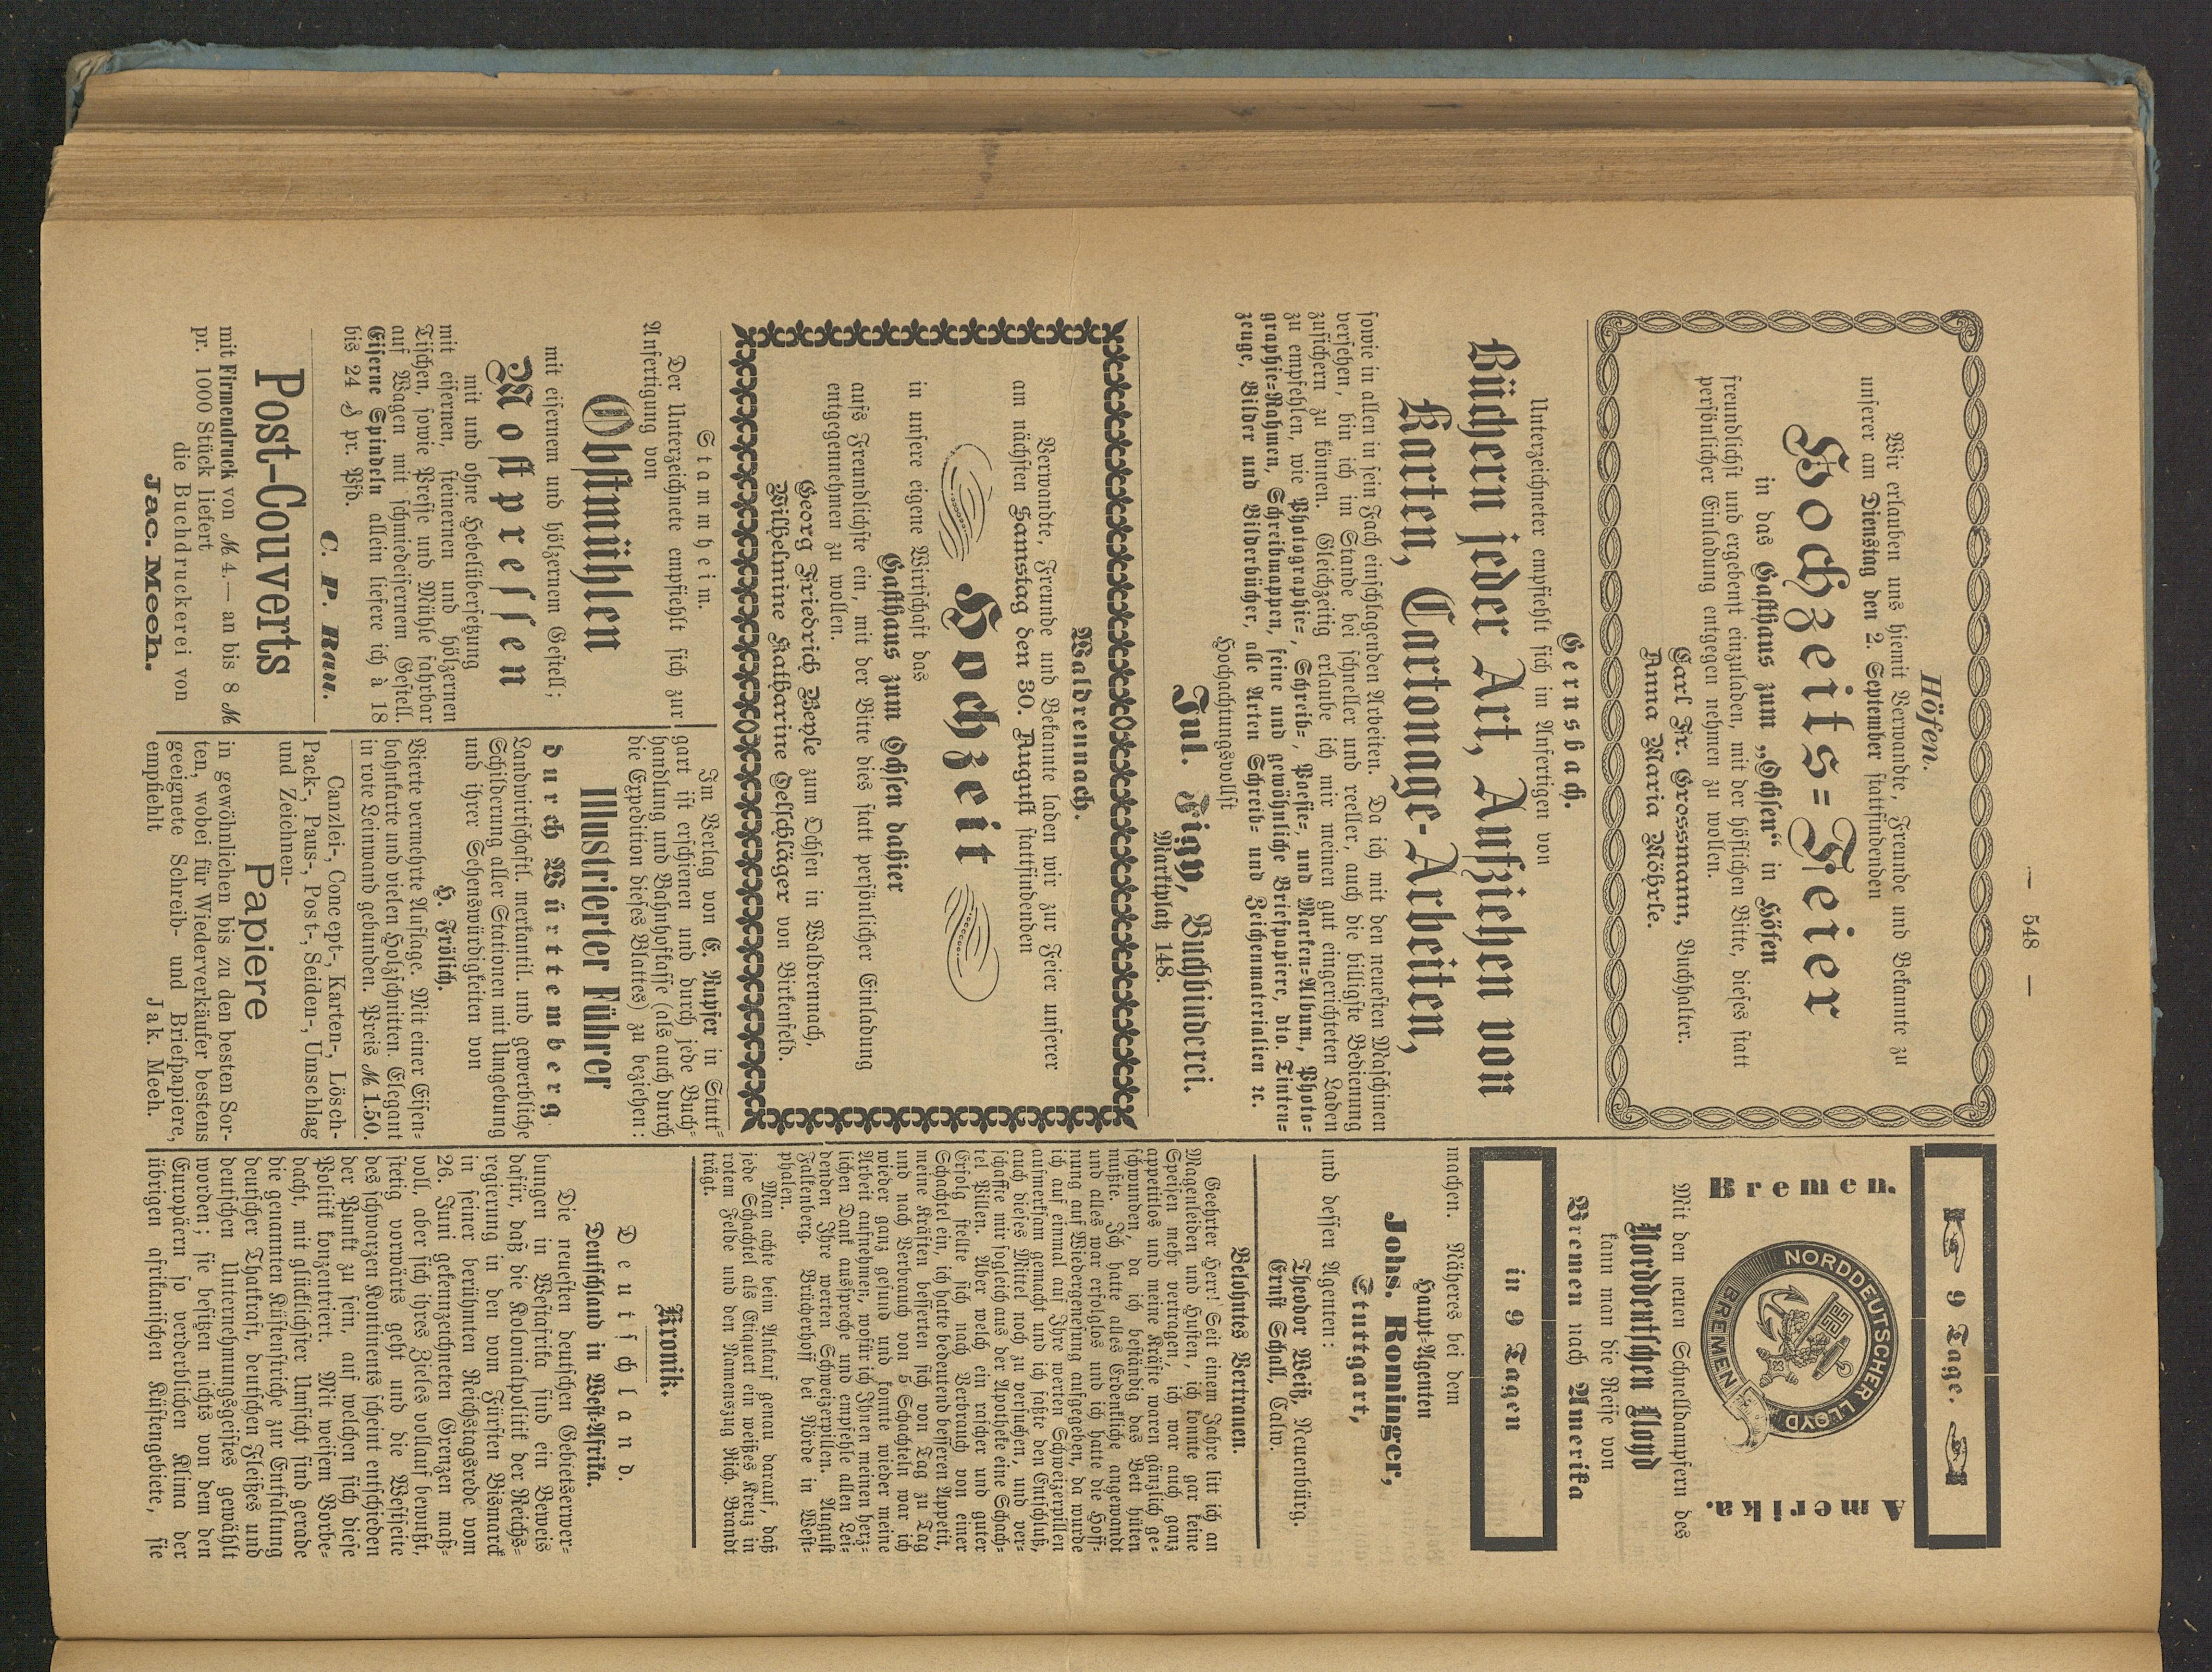 — 548 —
Höfen.
Wir erlauben uns hiemit Verwandte, Freunde und Bekannte zu
unserer am Dienstag den 2. September stattfindenden
Hochzeits-Feier
in das Gasthaus zum „Ochsen“ in Höfen
freundlichst und ergebenst einzuladen, mit der höflichen Bitte, dieses statt
persönlicher Einladung entgegen nehmen zu wollen.
Carl Fr. Grossmann, Buchhalter.
Anna Maria Möhrle.
Gernsbach.
Unterzeichneter empfiehlt sich im Anfertigen von
Büchern jeder Art, Aufziehen von
Karten, Cartonage-Arbeiten,
sowie in allen in sein Fach einschlagenden Arbeiten. Da ich mit den neuesten Maschinen
versehen, bin ich im Stande bei schneller und reeller, auch die billigste Bedienung
zusichern zu können. Gleichzeitig erlaube ich mir meinen gut eingerichteten Laden
zu empfehlen, wie Photographie-, Schreib-, Poesie-, und Marken-Album, Photo-
graphie-Rahmen, Schreibmappen, feine und gewöhnliche Briefpapiere, dto. Tinten-
zeuge, Bilder und Bilderbücher, alle Arten Schreib- und Zeichenmaterialien ꝛc.
Hochachtungsvollst
Jul. Figy, Buchbinderei.
Marktplatz 148.
Waldrennach.
Verwandte, Freunde und Bekannte laden wir zur Feier unserer
am nächsten Samstag den 30. August stattfindenden
Hochzeit
in unsere eigene Wirtschaft das
Gasthaus zum Ochsen dahier
aufs Freundlichste ein, mit der Bitte dies statt persönlicher Einladung
entgegennehmen zu wollen.
Georg Friedrich Beyle zum Ochsen in Waldrennach,
Wilhelmine Katharine Oelschläger von Birkenfeld.
Stammheim.
Der Unterzeichnete empfiehlt sich zur
Anfertigung von
Obstmühlen
mit eisernem und hölzernem Gestell;
Mostpressen
mit und ohne Hebelübersetzung
mit eisernen, steinernen und hölzernen
Tischen, sowie Presse und Mühle fahrbar
auf Wagen mit schmiedeisernem Gestell.
Eiserne Spindeln allein liefere ich à 18
bis 24 ₰ pr. Pfd.
C. P. Rau.
Post-Couverts
mit Firmendruck von ℳ 4.— an bis 8 ℳ
pr. 1000 Stück liefert
die Buchdruckerei von
Jac. Meeh.
Im Verlag von C. Rupfer in Stutt-
gart ist erschienen und durch jede Buch-
handlung und Bahnhofkasse (als auch durch
die Expedition dieses Blattes) zu beziehen:
Illustrierter Führer
durch Württemberg.
Landwirtschaftl. merkantil. und gewerbliche
Schilderung aller Stationen mit Umgebung
und ihrer Sehenswürdigkeiten von
H. Frölich.
Vierte vermehrte Auflage. Mit einer Eisen-
bahnkarte und vielen Holzschnitten. Elegant
in rote Leinwand gebunden. Preis ℳ 1.50.
Canzlei-, Concept-, Karten-, Lösch-
Pack-, Paus-, Post-, Seiden-, Umschlag
und Zeichnen-
Papiere
in gewöhnlichen bis zu den besten Sor-
ten, wobei für Wiederverkäufer bestens
geeignete Schreib- und Briefpapiere,
empfiehlt Jak. Meeh.
9 Tage.
Bremen.
NORDDEUTSCHER LLOYD
BREMEN
Amerika.
Mit den neuen Schnelldampfern des
Norddeutschen Lloyd
kann man die Reise von
Bremen nach Amerika
in 9 Tagen
machen. Näheres bei dem
Haupt-Agenten
Johs. Rominger,
Stuttgart,
und dessen Agenten:
Theodor Weiß, Neuenbürg.
Ernst Schall, Calw.
Belohntes Vertrauen.
Geehrter Herr! Seit einem Jahre litt ich an
Magenleiden und Husten, ich konnte gar keine
Speisen mehr vertragen, ich war auch ganz
appetitlos und meine Kräfte waren gänzlich ge-
schwunden, da ich beständig das Bett hüten
mußte. Ich hatte alles Erdenkliche angewandt
und alles war erfolglos und ich hatte die Hoff-
nung auf Wiedergenesung aufgegeben, da wurde
ich auf einmal auf Ihre werten Schweizerpillen
aufmerksam gemacht und ich faßte den Entschluß,
auch dieses Mittel noch zu versuchen, und ver-
schaffte mir sogleich aus der Apotheke eine Schach-
tel Pillen. Aber welch ein rascher und guter
Erfolg stellte sich nach Verbrauch von einer
Schachtel ein, ich hatte bedeutend besseren Appetit,
meine Kräften besserten sich von Tag zu Tag
und nach Verbrauch von 5 Schachteln war ich
wieder ganz gesund und konnte wieder meine
Arbeit aufnehmen, wofür ich Ihnen meinen herz-
lichen Dank ausspreche und empfehle allen Lei-
denden Ihre werten Schweizerpillen. August
Falkenberg. Brücherhoff bei Rörde in West-
phalen.
Man achte beim Ankauf genau darauf, daß
jede Schachtel als Etiquett ein weißes Kreuz in
rotem Felde und den Namenszug Rich. Brandt
trägt.
Kronik.
Deutschland.
Deutschland in West-Afrika.
Die neuesten deutschen Gebietserwer-
bungen in Westafrika sind ein Beweis
dafür, daß die Kolonialpolitik der Reichs-
regierung in den vom Fürsten Bismarck
in seiner berühmten Reichstagsrede vom
26. Juni gekennzeichneten Grenzen maß-
voll, aber sich ihres Zieles vollauf bewußt,
stetig vorwärts geht und die Westseite
des schwarzen Kontinents scheint entschieden
der Punkt zu sein, auf welchen sich diese
Politik konzentriert. Mit weisem Vorbe-
dacht, mit glücklichster Umsicht sind gerade
die genannten Küstenstriche zur Entfaltung
deutscher Thatkraft, deutschen Fleißes und
deutschen Unternehmungsgeistes gewählt
worden; sie besitzen nichts von dem den
Europäern so verderblichen Klima der
übrigen afrikanischen Küstengebiete, sie